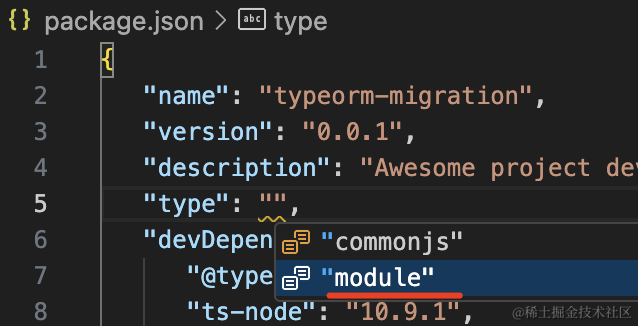 {} package.json > abc type
1 {
2 "name": "typeorm-migration",
3 "version": "0.0.1",
4 "description": "Awesome project dev
5 "type": "",
"commonjs"
6 "devDepen
"module"
7 "@type
8 "ts-node": "10.9.1",
@稀土掘金技术社区